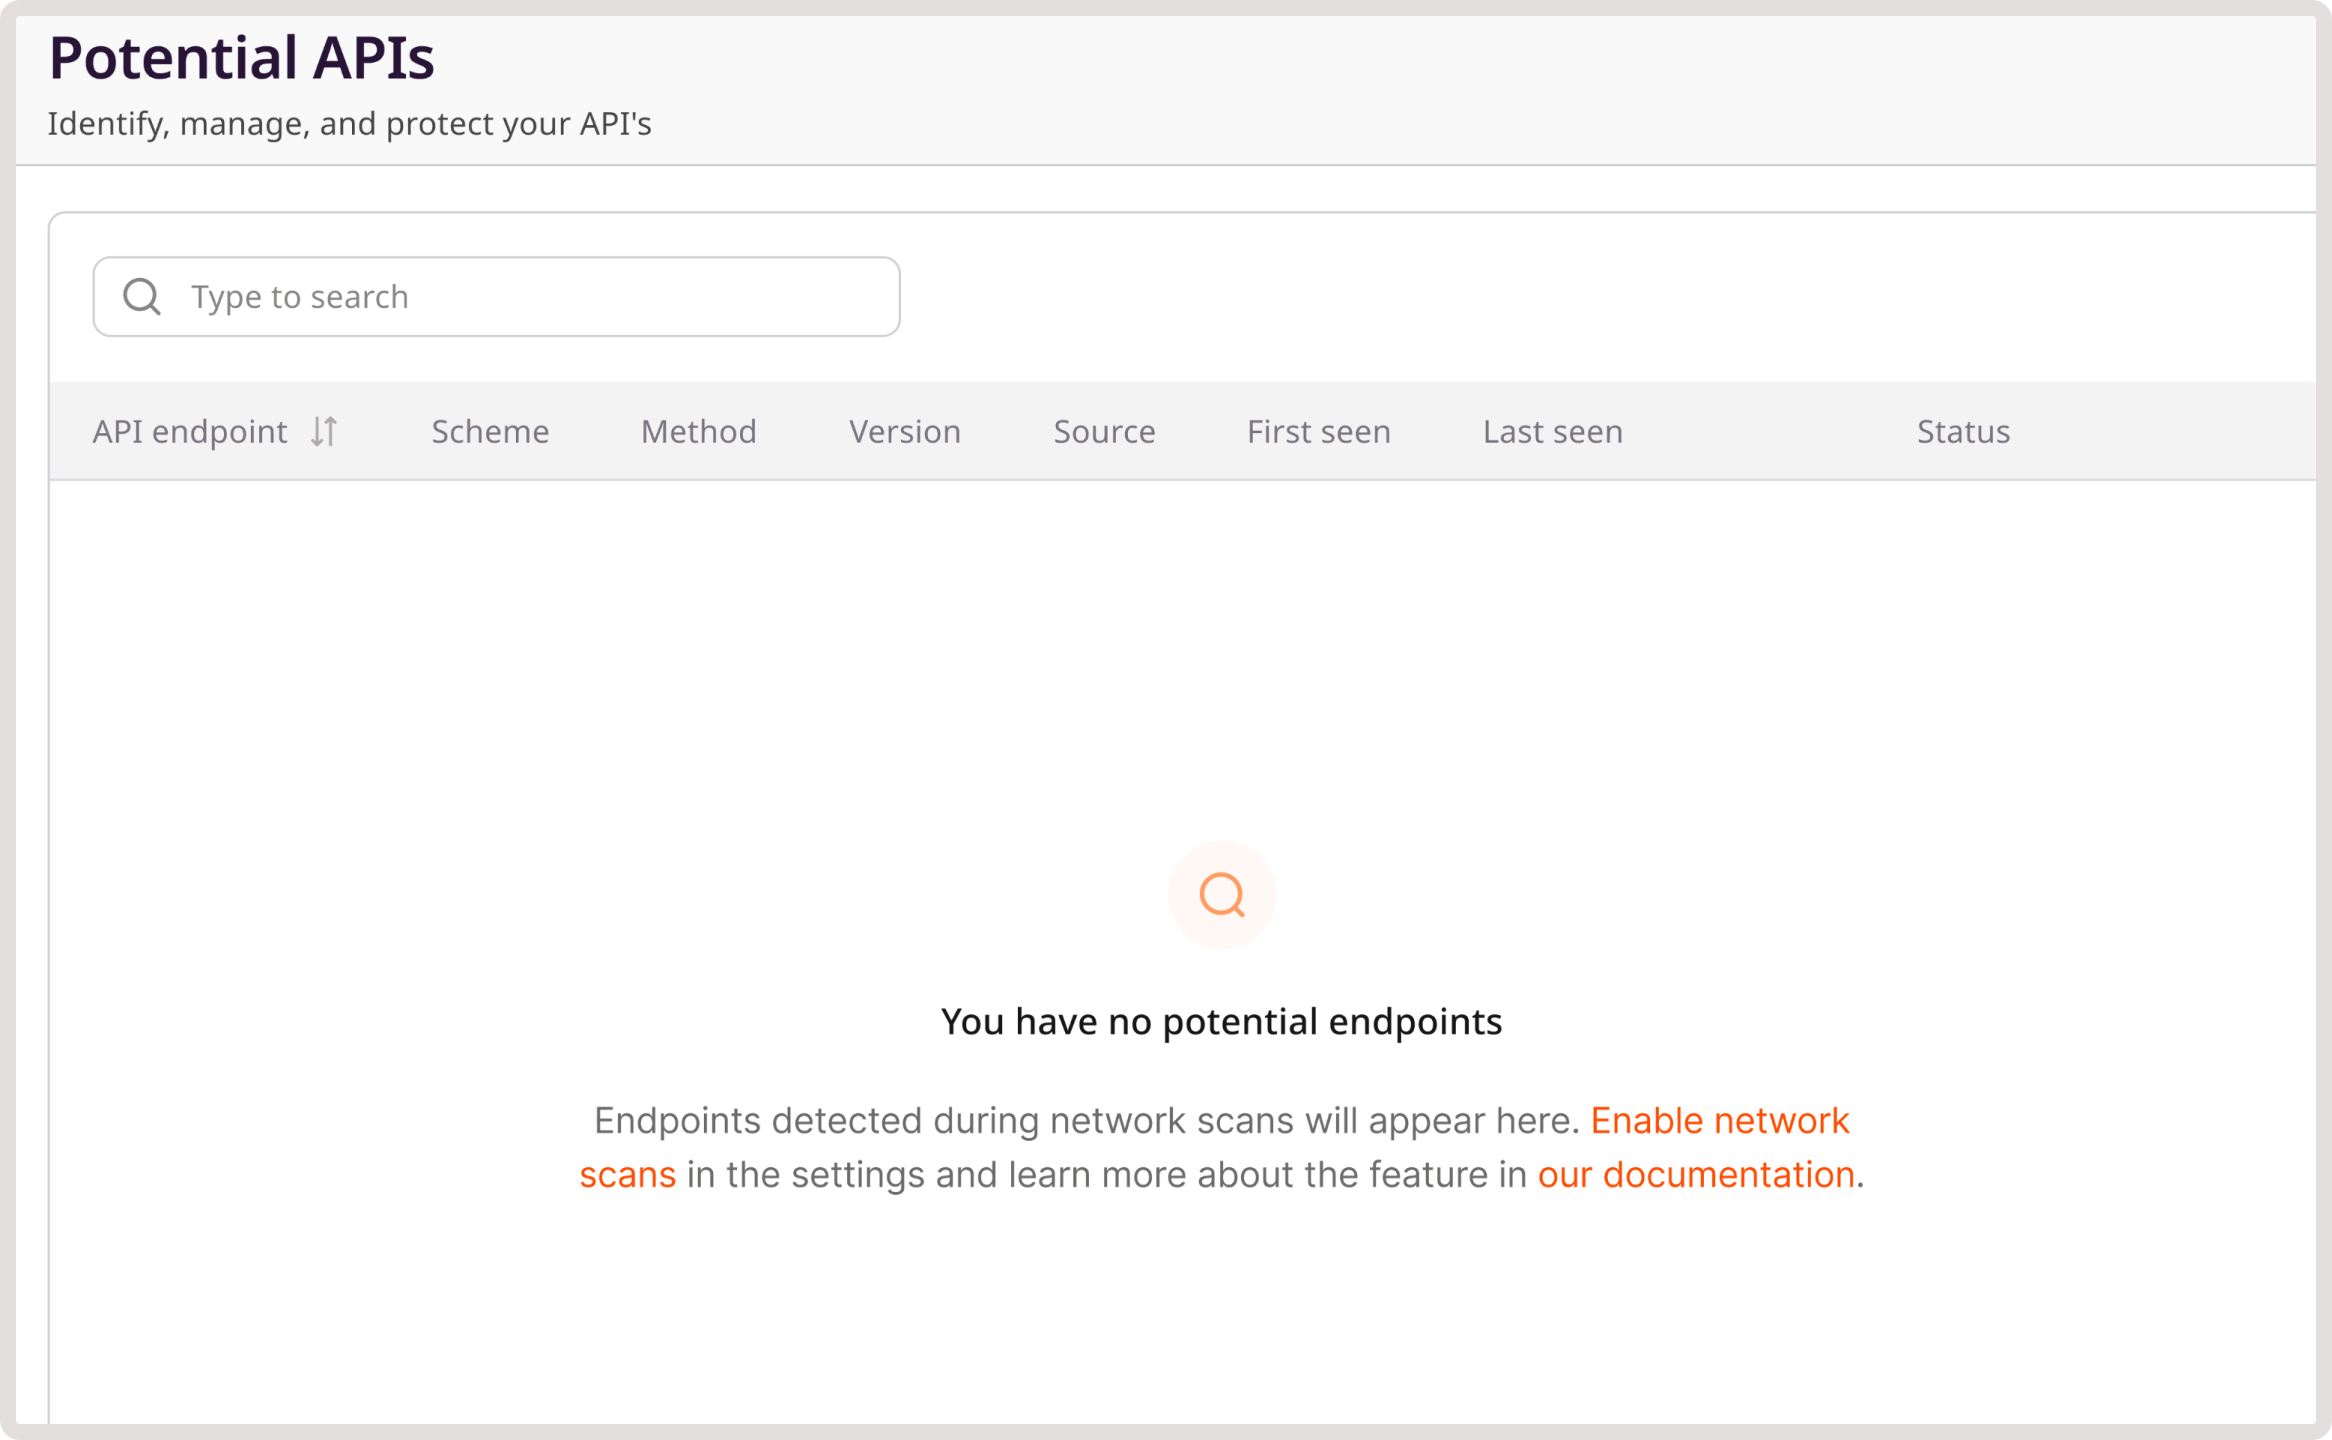 Potential APIs
Identify, manage, and protect your API's
Type to search
API endpoint Scheme Method Version Source First seen Last seen Status
You have no potential endpoints
Endpoints detected during network scans will appear here. Enable network
scans in the settings and learn more about the feature in our documentation.